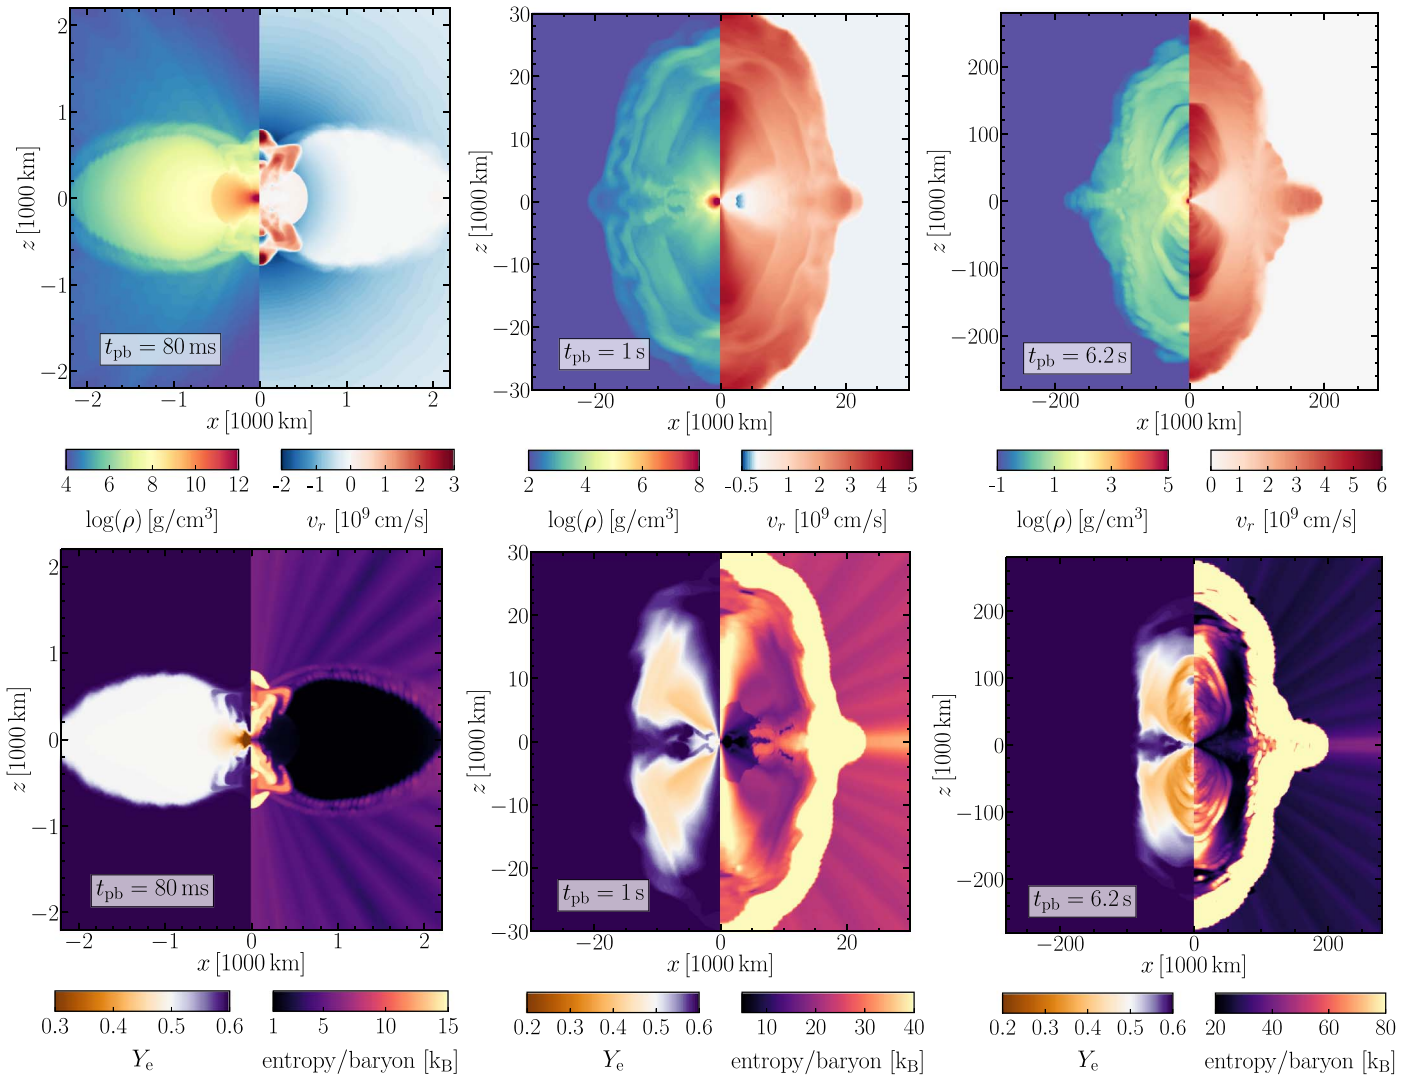 2
1
0
−1
−2
z [1000 km]
t_pb = 80 ms
−2 −1 0 1 2
x [1000 km]
4 6 8 10 12
log(ρ) [g/cm³]
-2 -1 0 1 2 3
v_r [10⁹ cm/s]
30
20
10
0
−10
−20
−30
z [1000 km]
t_pb = 1 s
−20 0 20
x [1000 km]
2 4 6 8
log(ρ) [g/cm³]
-0.5 1 2 3 4 5
v_r [10⁹ cm/s]
200
100
0
−100
−200
z [1000 km]
t_pb = 6.2 s
−200 0 200
x [1000 km]
-1 1 3 5
log(ρ) [g/cm³]
0 1 2 3 4 5 6
v_r [10⁹ cm/s]
2
1
0
−1
−2
z [1000 km]
t_pb = 80 ms
−2 −1 0 1 2
x [1000 km]
0.3 0.4 0.5 0.6
Y_e
1 5 10 15
entropy/baryon [k_B]
30
20
10
0
−10
−20
−30
z [1000 km]
t_pb = 1 s
−20 0 20
x [1000 km]
0.2 0.3 0.4 0.5 0.6
Y_e
10 20 30 40
entropy/baryon [k_B]
200
100
0
−100
−200
z [1000 km]
t_pb = 6.2 s
−200 0 200
x [1000 km]
0.2 0.3 0.4 0.5 0.6
Y_e
20 40 60 80
entropy/baryon [k_B]